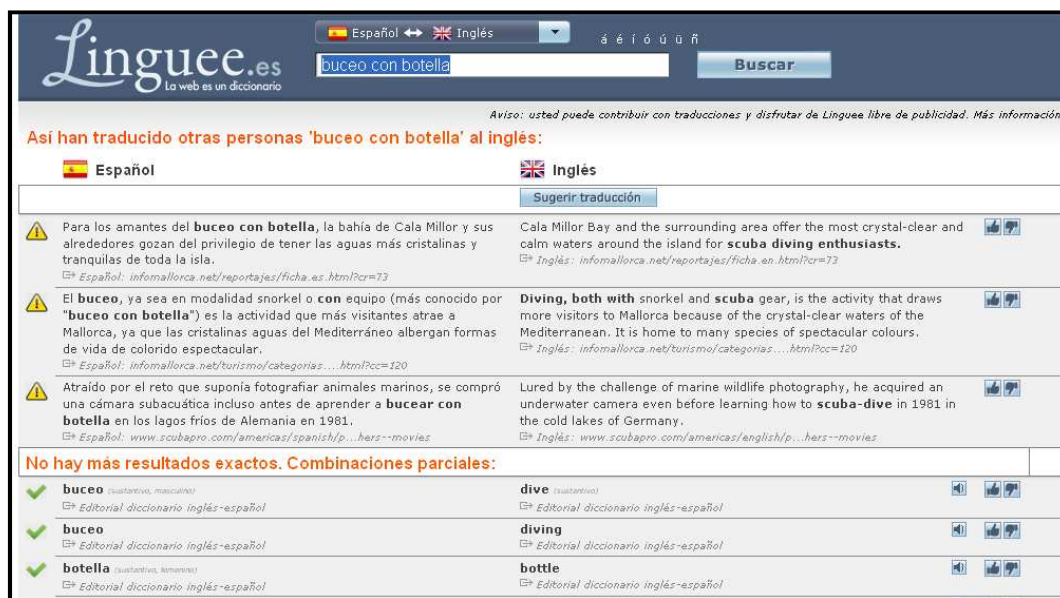 Linguee.es
La web es un diccionario
Español ↔ Inglés
á é í ó ú ü ñ
buceo con botella
Buscar
Aviso: usted puede contribuir con traducciones y disfrutar de Linguee libre de publicidad. Más información
Así han traducido otras personas 'buceo con botella' al inglés:
Español
Inglés
Sugerir traducción
Para los amantes del buceo con botella, la bahía de Cala Millor y sus
alrededores gozan del privilegio de tener las aguas más cristalinas y
tranquilas de toda la isla.
Español: infomallorca.net/reportajes/ficha.es.html?cr=73
Cala Millor Bay and the surrounding area offer the most crystal-clear and
calm waters around the island for scuba diving enthusiasts.
Inglés: infomallorca.net/reportajes/ficha.en.html?cr=73
El buceo, ya sea en modalidad snorkel o con equipo (más conocido por
"buceo con botella") es la actividad que más visitantes atrae a
Mallorca, ya que las cristalinas aguas del Mediterráneo albergan formas
de vida de colorido espectacular.
Español: infomallorca.net/turismo/categorias....html?cc=120
Diving, both with snorkel and scuba gear, is the activity that draws
more visitors to Mallorca because of the crystal-clear waters of the
Mediterranean. It is home to many species of spectacular colours.
Inglés: infomallorca.net/turismo/categorias....html?cc=120
Atraído por el reto que suponía fotografiar animales marinos, se compró
una cámara subacuática incluso antes de aprender a bucear con
botella en los lagos fríos de Alemania en 1981.
Español: www.scubapro.com/americas/spanish/p...hers--movies
Lured by the challenge of marine wildlife photography, he acquired an
underwater camera even before learning how to scuba-dive in 1981 in
the cold lakes of Germany.
Inglés: www.scubapro.com/americas/english/p...hers--movies
No hay más resultados exactos. Combinaciones parciales:
buceo (sustantivo, masculino)
Editorial diccionario inglés-español
dive (sustantivo)
Editorial diccionario inglés-español
buceo
Editorial diccionario inglés-español
diving
Editorial diccionario inglés-español
botella (sustantivo, femenino)
Editorial diccionario inglés-español
bottle
Editorial diccionario inglés-español